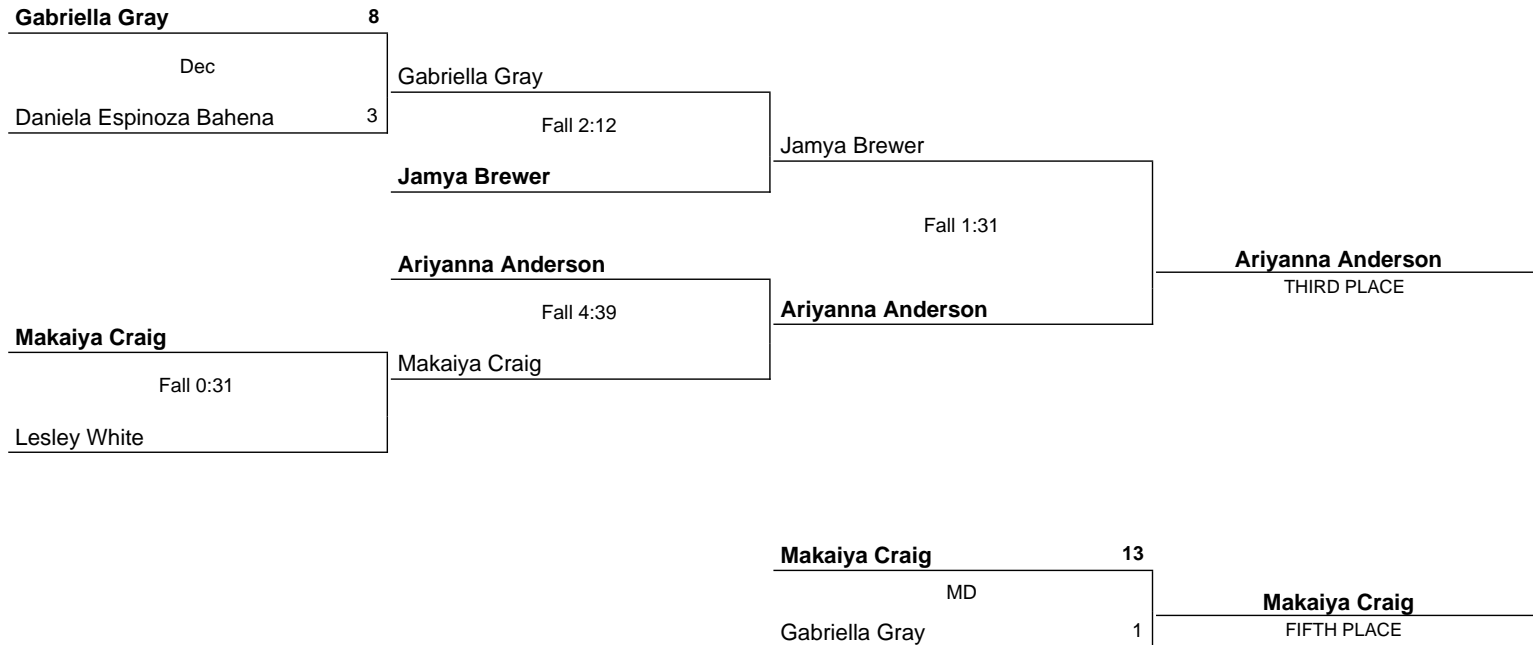 Gabriella Gray 8
Dec
Daniela Espinoza Bahena 3
Gabriella Gray
Fall 2:12
Jamya Brewer
Jamya Brewer
Fall 1:31
Ariyanna Anderson
Ariyanna Anderson
THIRD PLACE
Fall 4:39
Ariyanna Anderson
Makaiya Craig
Makaiya Craig
Fall 0:31
Lesley White
Makaiya Craig 13
MD
Gabriella Gray 1
Makaiya Craig
FIFTH PLACE